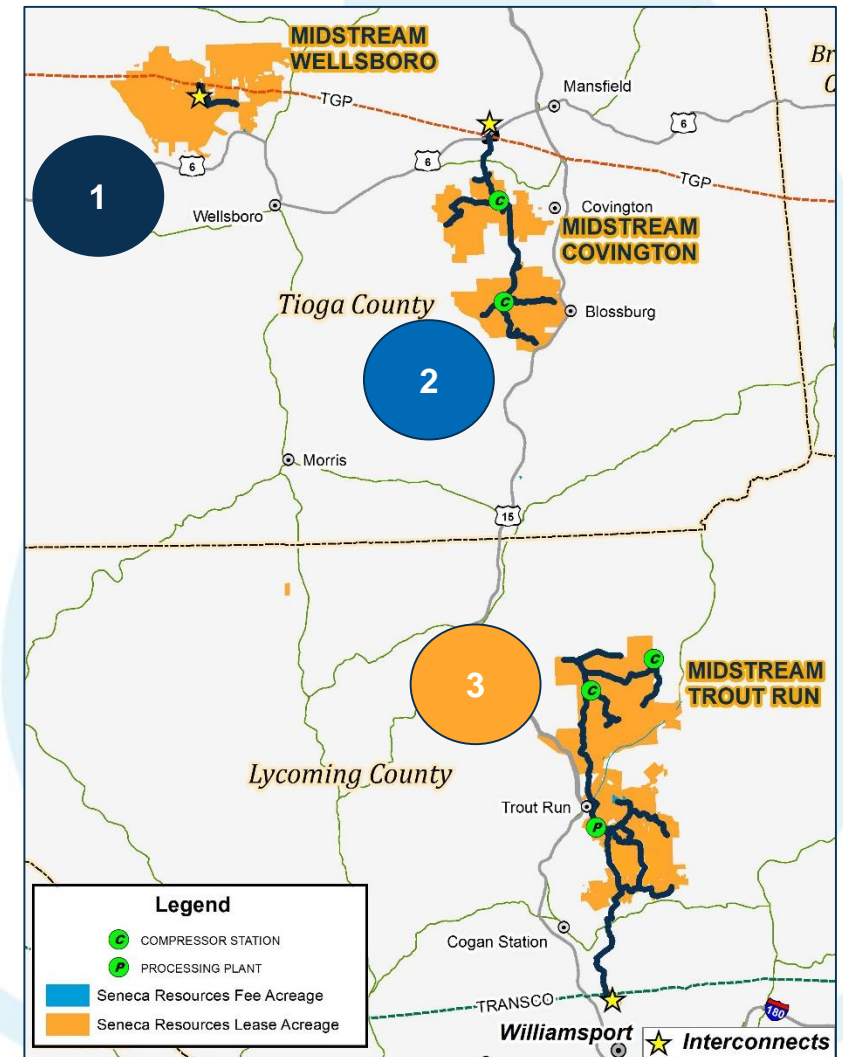 MIDSTREAM
WELLSBORO
Br
C
TGP
Mansfield
6
6
6
TGP
1
Wellsboro
C
Covington
MIDSTREAM
COVINGTON
Tioga County
C
Blossburg
2
Morris
15
3
C
C
MIDSTREAM
TROUT RUN
Lycoming County
Trout Run
P
Legend
C COMPRESSOR STATION
P PROCESSING PLANT
Seneca Resources Fee Acreage
Seneca Resources Lease Acreage
Cogan Station
TRANSCO
180
Williamsport
Interconnects